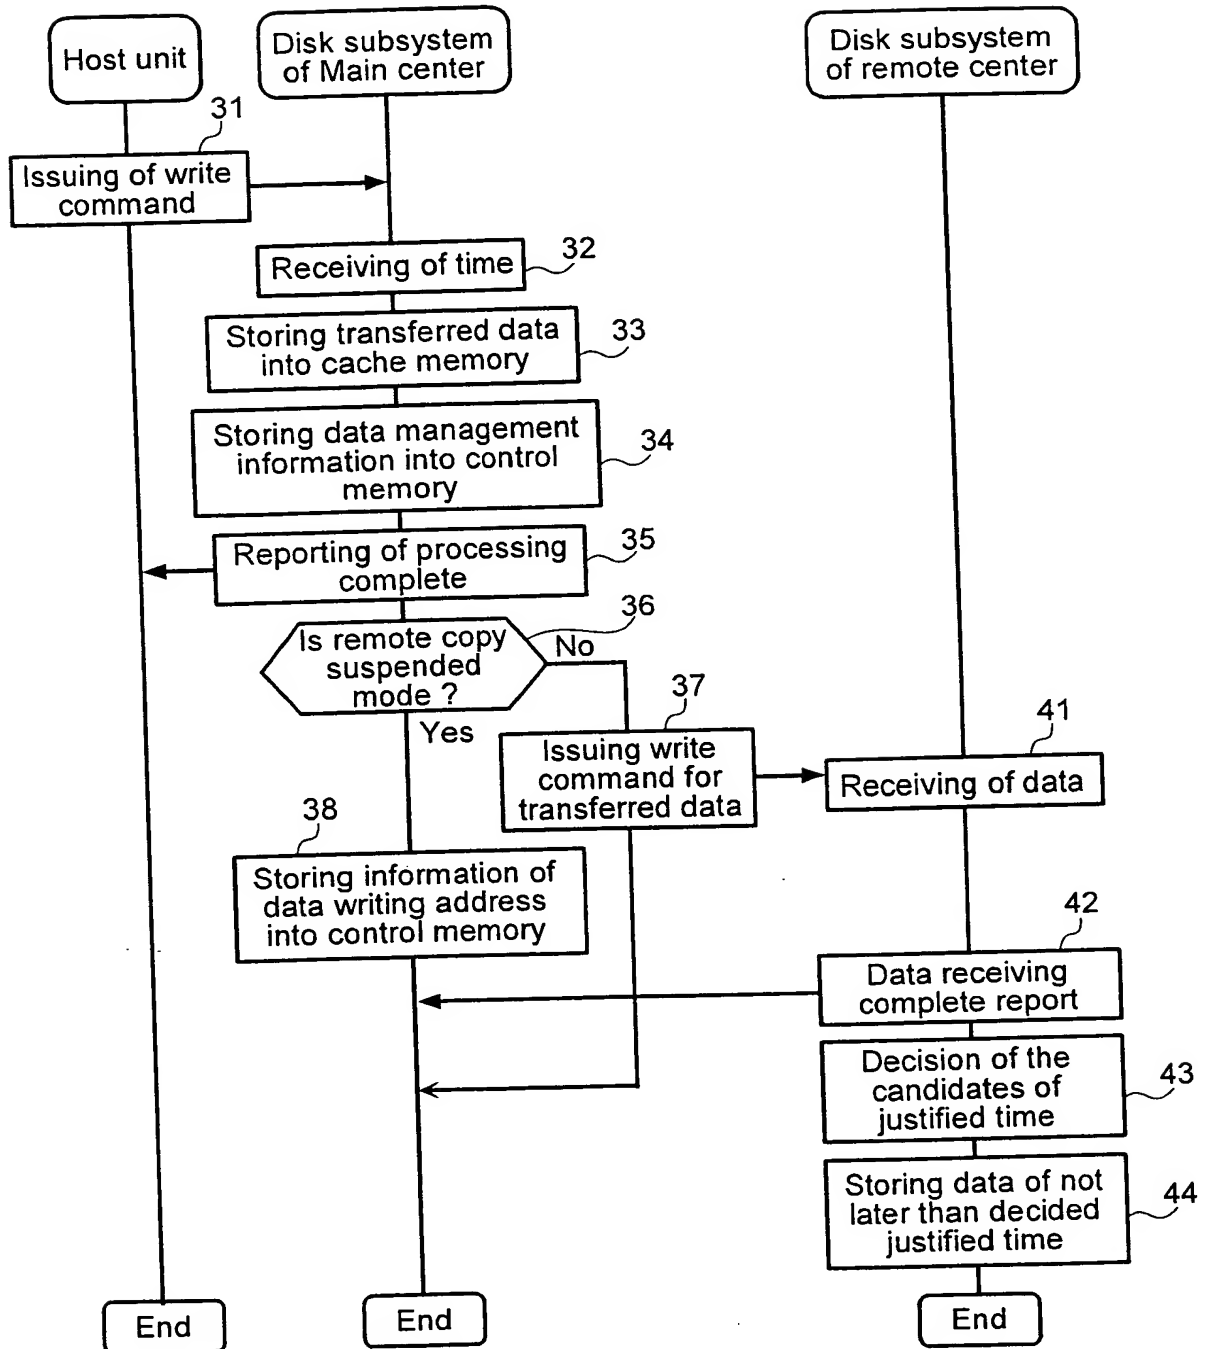 Host unit
Disk subsystem
of Main center
Disk subsystem
of remote center
31
Issuing of write
command
Receiving of time
32
Storing transferred data
into cache memory
33
Storing data management
information into control
memory
34
Reporting of processing
complete
35
Is remote copy
suspended
mode ?
36
No
Yes
37
Issuing write
command for
transferred data
41
Receiving of data
38
Storing information of
data writing address
into control memory
42
Data receiving
complete report
Decision of the
candidates of
justified time
43
Storing data of not
later than decided
justified time
44
End
End
End